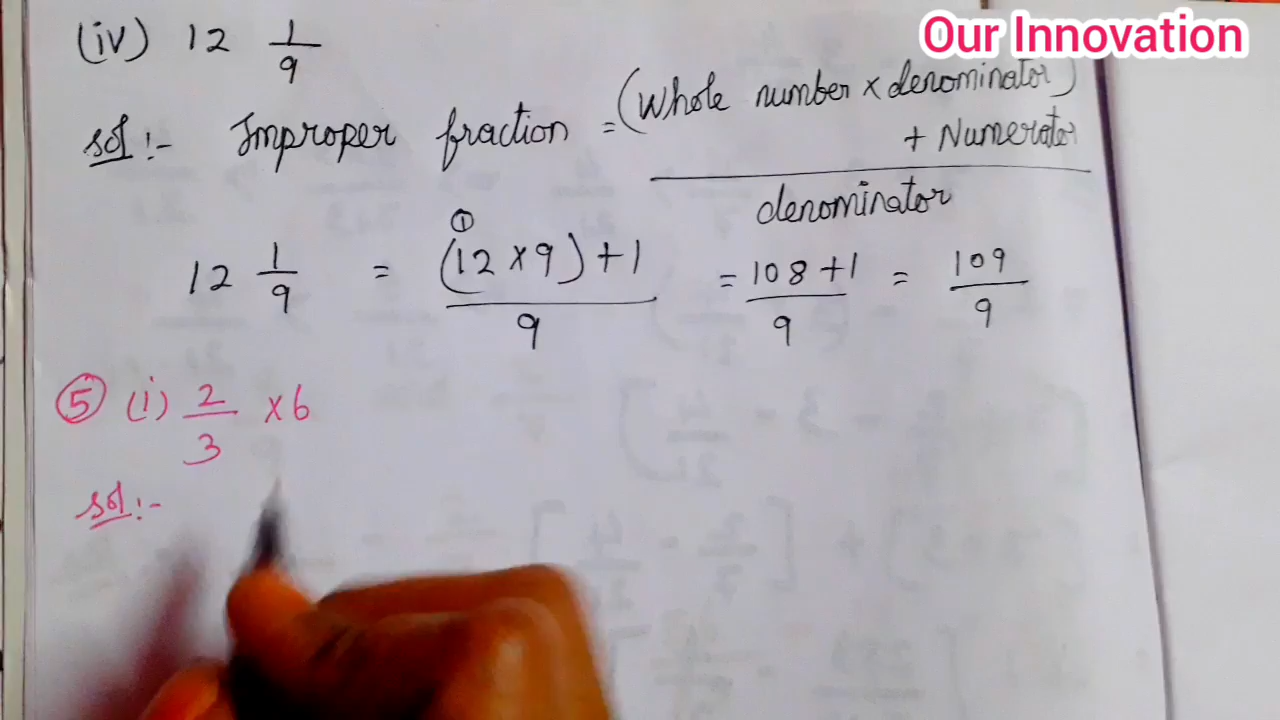 Our Innovation
(iv) 12 1/9
Sol :- Improper fraction = (Whole number × denominator) + Numerator / denominator
①
12 1/9 = (12 × 9) + 1 / 9 = 108 + 1 / 9 = 109 / 9
⑤ (i) 2/3 × 6
Sol :-